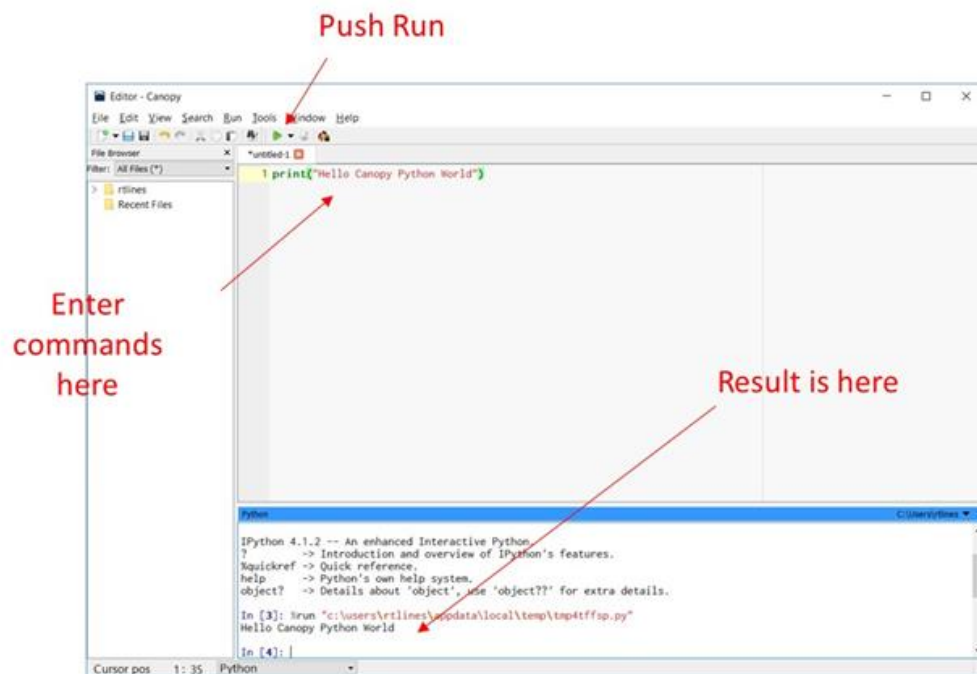 Push Run
Editor - Canopy
File Edit View Search Run Tools Window Help
File Browser
*untitled-1
Filter: All Files (*)
1 print("Hello Canopy Python World")
rtlines
Recent Files
Enter
commands
here
Result is here
Python C:\Users\rtlines
IPython 4.1.2 -- An enhanced Interactive Python.
? -> Introduction and overview of IPython's features.
%quickref -> Quick reference.
help -> Python's own help system.
object? -> Details about 'object', use 'object??' for extra details.
In [3]: %run "c:\users\rtlines\appdata\local\temp\tmp4tffsp.py"
Hello Canopy Python World
In [4]:
Cursor pos 1: 35 Python